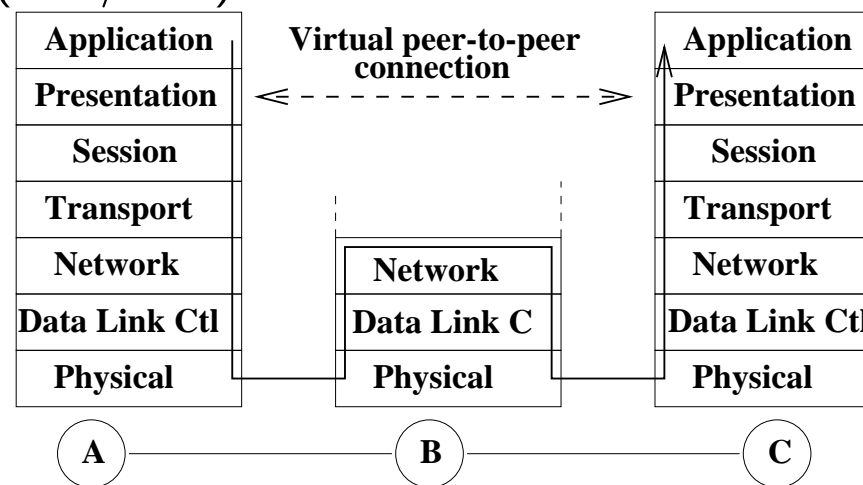 Application
Presentation
Session
Transport
Network
Data Link Ctl
Physical
A
Virtual peer-to-peer
connection
Network
Data Link C
Physical
B
Application
Presentation
Session
Transport
Network
Data Link Ctl
Physical
C